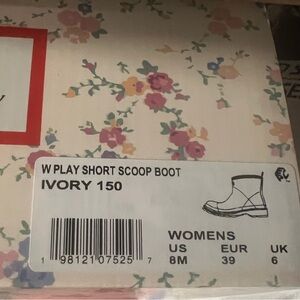 W PLAY SHORT SCOOP BOOT
IVORY 150
WOMENS
US EUR UK
8M 39 6
1 98121 07525 7